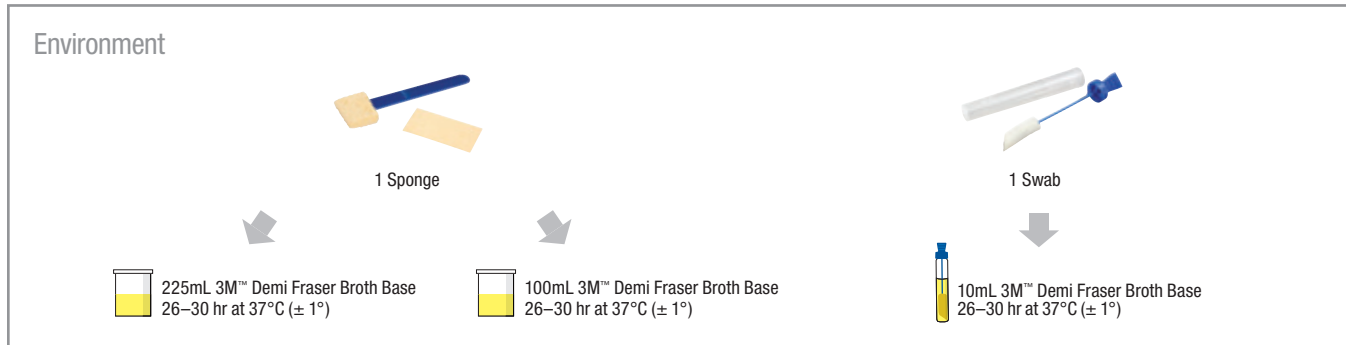 Environment
1 Sponge
1 Swab
225mL 3M™ Demi Fraser Broth Base
26–30 hr at 37°C (± 1°)
100mL 3M™ Demi Fraser Broth Base
26–30 hr at 37°C (± 1°)
10mL 3M™ Demi Fraser Broth Base
26–30 hr at 37°C (± 1°)